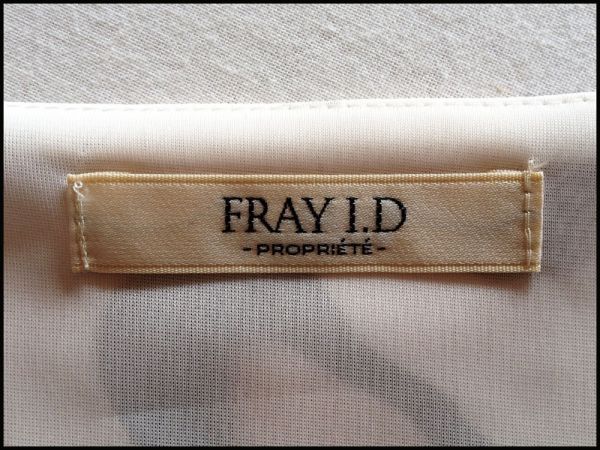 FRAY I.D
- PROPRIÉTÉ -